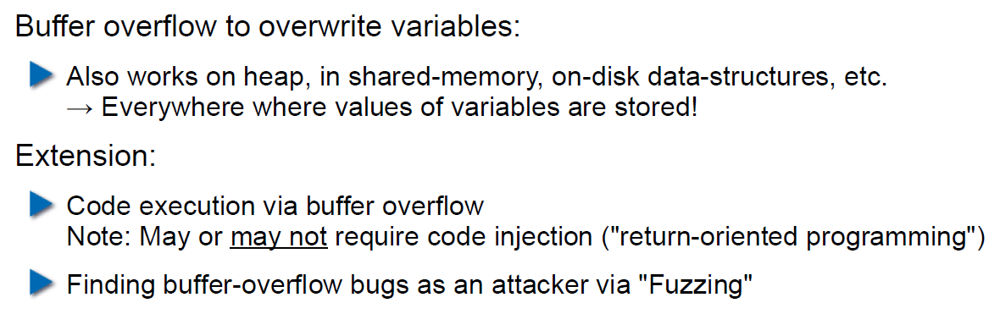 Buffer overflow to overwrite variables:
Also works on heap, in shared-memory, on-disk data-structures, etc.
→ Everywhere where values of variables are stored!
Extension:
Code execution via buffer overflow
Note: May or may not require code injection ("return-oriented programming")
Finding buffer-overflow bugs as an attacker via "Fuzzing"